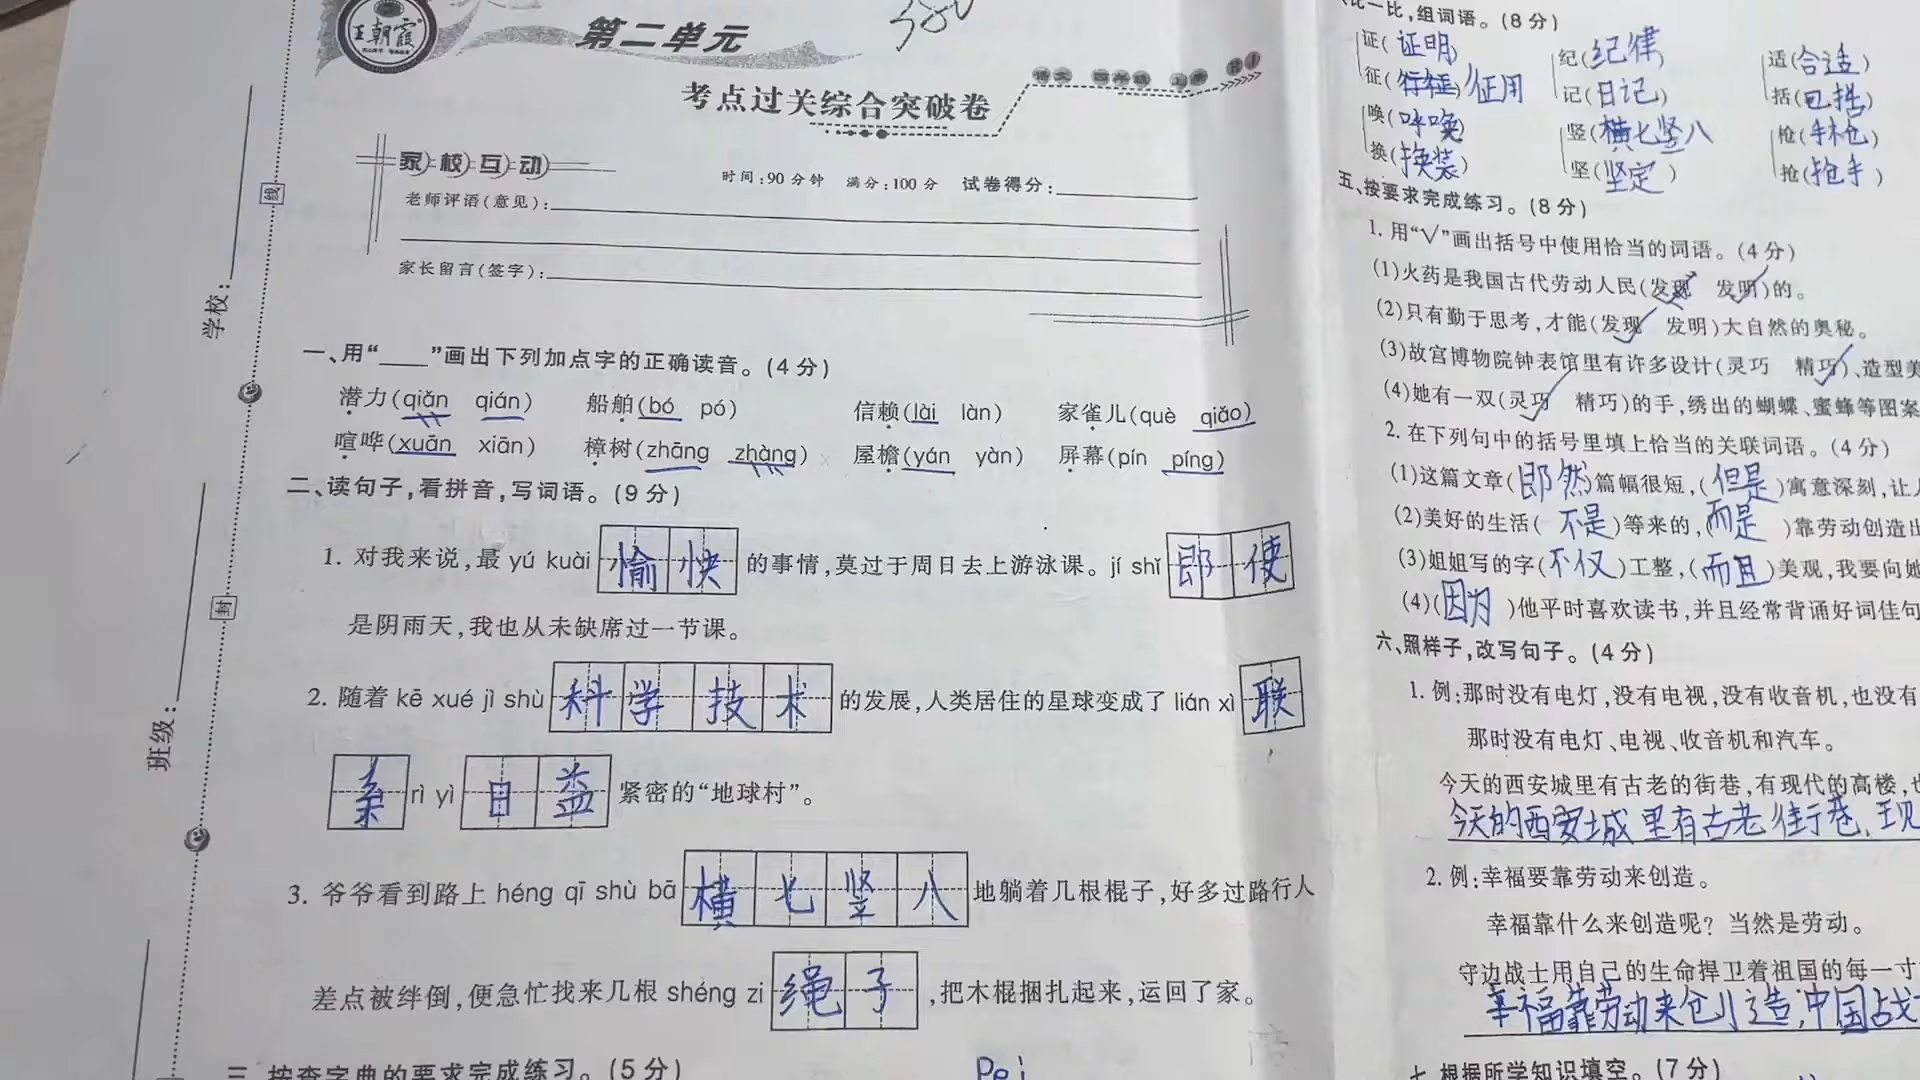 王朝霞
第二单元
380
语文 四年级 上册 RJ
考点过关综合突破卷
家校互动
时间:90分钟 满分:100分 试卷得分:
老师评语(意见):
家长留言(签字):
学校:
班级:
线
封
一、用“____”画出下列加点字的正确读音。(4分)
潜力(qiǎn qián) 船舶(bó pó) 信赖(lài làn) 家雀儿(què qiǎo)
喧哗(xuān xiān) 樟树(zhāng zhàng) 屋檐(yán yàn) 屏幕(pín píng)
二、读句子,看拼音,写词语。(9分)
1. 对我来说,最 yú kuài 愉快 的事情,莫过于周日去上游泳课。jí shǐ 即使
是阴雨天,我也从未缺席过一节课。
2. 随着 kē xué jì shù 科学技术 的发展,人类居住的星球变成了 lián xì 联
系 rì yì 日益 紧密的“地球村”。
3. 爷爷看到路上 héng qī shù bā 横七竖八 地躺着几根棍子,好多过路行人
差点被绊倒,便急忙找来几根 shéng zi 绳子 ,把木棍捆扎起来,运回了家。
三、按查字典的要求完成练习。(5分)
Pei
比一比,组词语。(8分)
证(证明) 纪(纪律) 适(合适)
征(行征)征用 记(日记) 括(包括)
唤(呼唤) 竖(横七竖八) 枪(手枪)
换(换装) 坚(坚定) 抢(抢手)
五、按要求完成练习。(8分)
1. 用“√”画出括号中使用恰当的词语。(4分)
(1)火药是我国古代劳动人民(发现 发明)的。
(2)只有勤于思考,才能(发现 发明)大自然的奥秘。
(3)故宫博物院钟表馆里有许多设计(灵巧 精巧)、造型美
(4)她有一双(灵巧 精巧)的手,绣出的蝴蝶、蜜蜂等图案
2. 在下列句中的括号里填上恰当的关联词语。(4分)
(1)这篇文章(即然)篇幅很短,(但是)寓意深刻,让人
(2)美好的生活(不是)等来的,(而是)靠劳动创造出
(3)姐姐写的字(不仅)工整,(而且)美观,我要向她
(4)(因为)他平时喜欢读书,并且经常背诵好词佳句
六、照样子,改写句子。(4分)
1. 例:那时没有电灯,没有电视,没有收音机,也没有
那时没有电灯、电视、收音机和汽车。
今天的西安城里有古老的街巷,有现代的高楼,也
今天的西安城里有古老街巷、现
2. 例:幸福要靠劳动来创造。
幸福靠什么来创造呢?当然是劳动。
守边战士用自己的生命捍卫着祖国的每一寸
幸福靠劳动来创造,中国战
七、根据所学知识填空。(7分)